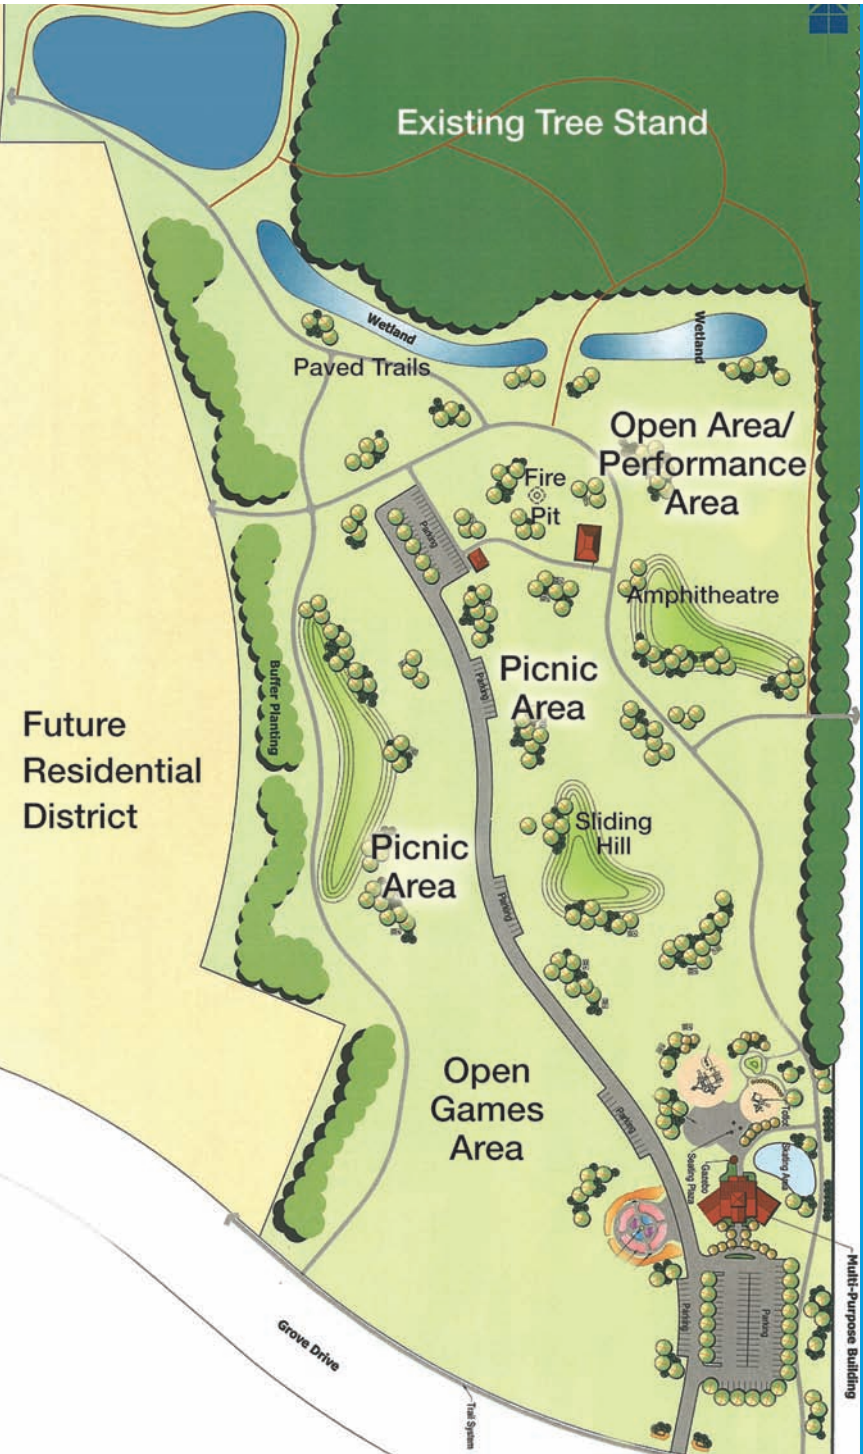 Existing Tree Stand
Wetland
Wetland
Paved Trails
Open Area/
Performance
Area
Fire
Pit
Parking
Amphitheatre
Picnic
Area
Parking
Buffer Planting
Future
Residential
District
Sliding
Hill
Picnic
Area
Parking
Open
Games
Area
Parking
Totlot
Skating Area
Gazebo
Seating Plaza
Multi-Purpose Building
Parking
Parking
Grove Drive
Trail System